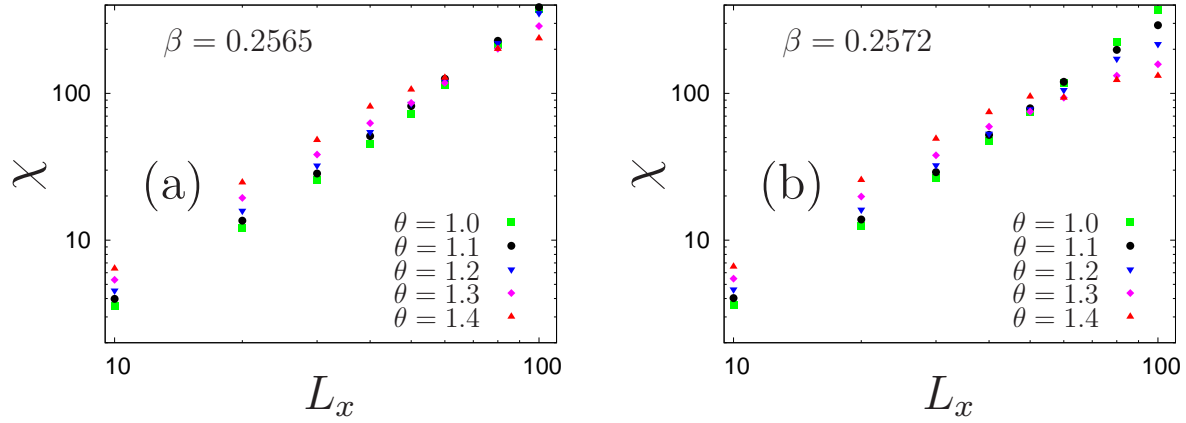 β = 0.2565
100
10
χ
(a)
θ = 1.0
θ = 1.1
θ = 1.2
θ = 1.3
θ = 1.4
10
100
L_x
β = 0.2572
100
10
χ
(b)
θ = 1.0
θ = 1.1
θ = 1.2
θ = 1.3
θ = 1.4
10
100
L_x